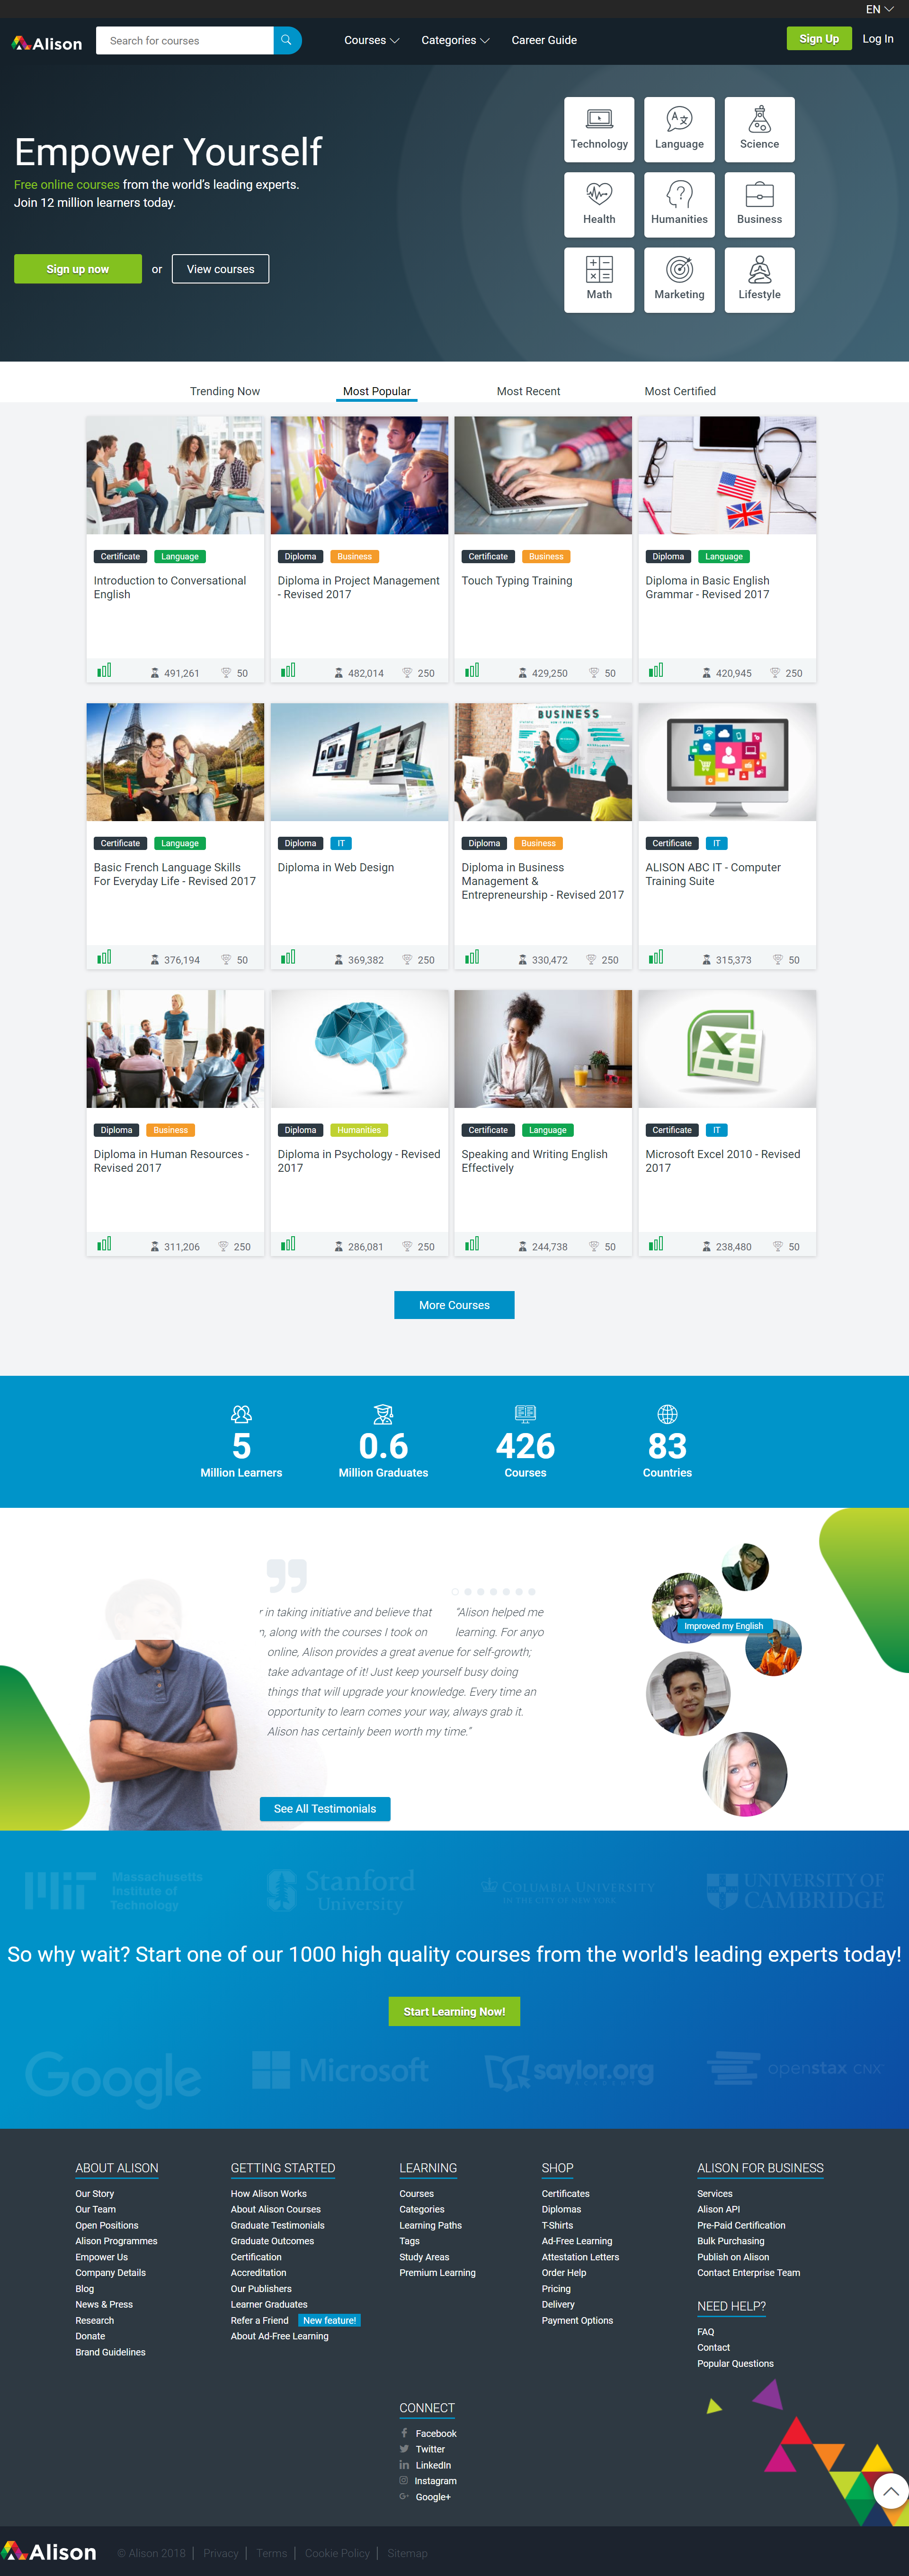 EN
Alison
Search for courses
Courses
Categories
Career Guide
Sign Up
Log In
Empower Yourself
Free online courses from the world's leading experts.
Join 12 million learners today.
Sign up now
or
View courses
Technology
Language
Science
Health
Humanities
Business
Math
Marketing
Lifestyle
Trending Now
Most Popular
Most Recent
Most Certified
Certificate Language
Introduction to Conversational
English
491,261 50
Diploma Business
Diploma in Project Management
- Revised 2017
482,014 250
Certificate Business
Touch Typing Training
429,250 50
Diploma Language
Diploma in Basic English
Grammar - Revised 2017
420,945 250
Certificate Language
Basic French Language Skills
For Everyday Life - Revised 2017
376,194 50
Diploma IT
Diploma in Web Design
369,382 250
BUSINESS
Diploma Business
Diploma in Business
Management &
Entrepreneurship - Revised 2017
330,472 250
Certificate IT
ALISON ABC IT - Computer
Training Suite
315,373 50
Diploma Business
Diploma in Human Resources -
Revised 2017
311,206 250
Diploma Humanities
Diploma in Psychology - Revised
2017
286,081 250
Certificate Language
Speaking and Writing English
Effectively
244,738 50
Certificate IT
Microsoft Excel 2010 - Revised
2017
238,480 50
More Courses
5
Million Learners
0.6
Million Graduates
426
Courses
83
Countries
r in taking initiative and believe that "Alison helped me
, along with the courses I took on learning. For anyo
online, Alison provides a great avenue for self-growth;
take advantage of it! Just keep yourself busy doing
things that will upgrade your knowledge. Every time an
opportunity to learn comes your way, always grab it.
Alison has certainly been worth my time."
See All Testimonials
Improved my English
MIT Massachusetts
Institute of
Technology
Stanford
University
COLUMBIA UNIVERSITY
IN THE CITY OF NEW YORK
UNIVERSITY OF
CAMBRIDGE
So why wait? Start one of our 1000 high quality courses from the world's leading experts today!
Start Learning Now!
Google
Microsoft
saylor.org
openstax CNX
ABOUT ALISON
Our Story
Our Team
Open Positions
Alison Programmes
Empower Us
Company Details
Blog
News & Press
Research
Donate
Brand Guidelines
GETTING STARTED
How Alison Works
About Alison Courses
Graduate Testimonials
Graduate Outcomes
Certification
Accreditation
Our Publishers
Learner Graduates
Refer a Friend New feature!
About Ad-Free Learning
LEARNING
Courses
Categories
Learning Paths
Tags
Study Areas
Premium Learning
SHOP
Certificates
Diplomas
T-Shirts
Ad-Free Learning
Attestation Letters
Order Help
Pricing
Delivery
Payment Options
ALISON FOR BUSINESS
Services
Alison API
Pre-Paid Certification
Bulk Purchasing
Publish on Alison
Contact Enterprise Team
NEED HELP?
FAQ
Contact
Popular Questions
CONNECT
Facebook
Twitter
LinkedIn
Instagram
Google+
Alison
© Alison 2018 | Privacy | Terms | Cookie Policy | Sitemap